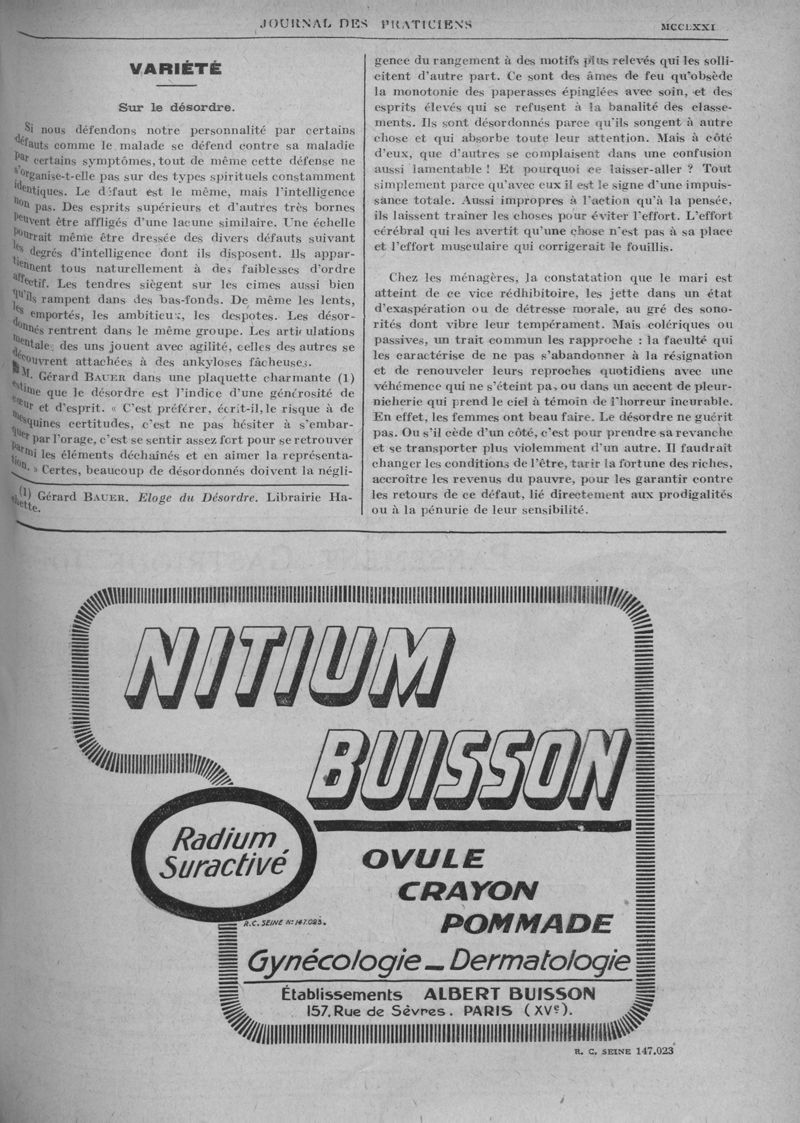 JOURNAL DES PRATICIENS
MCCLXXI
VARIÉTÉ
Sur le désordre.
Si nous défendons notre personnalité par certains
défauts comme le malade se défend contre sa maladie
par certains symptômes, tout de même cette défense ne
s'organise-t-elle pas sur des types spirituels constamment
identiques. Le défaut est le même, mais l'intelligence
non pas. Des esprits supérieurs et d'autres très bornes
peuvent être affligés d'une lacune similaire. Une échelle
pourrait même être dressée des divers défauts suivant
les degrés d'intelligence dont ils disposent. Ils appar-
tiennent tous naturellement à des faiblesses d'ordre
affectif. Les tendres siègent sur les cimes aussi bien
qu'ils rampent dans des bas-fonds. De même les lents,
les emportés, les ambitieux, les despotes. Les désor-
donnés rentrent dans le même groupe. Les articulations
mentales des uns jouent avec agilité, celles des autres se
découvrent attachées à des ankyloses fâcheuses.
M. Gérard BAUER dans une plaquette charmante (1)
estime que le désordre est l'indice d'une générosité de
cœur et d'esprit. « C'est préférer, écrit-il, le risque à de
mesquines certitudes, c'est ne pas hésiter à s'embar-
quer par l'orage, c'est se sentir assez fort pour se retrouver
parmi les éléments déchaînés et en aimer la représenta-
tion. » Certes, beaucoup de désordonnés doivent la négli-
(1) Gérard BAUER. Eloge du Désordre. Librairie Ha-
chette.
gence du rangement à des motifs plus relevés qui les solli-
citent d'autre part. Ce sont des âmes de feu qu'obsède
la monotonie des paperasses épinglées avec soin, et des
esprits élevés qui se refusent à la banalité des classe-
ments. Ils sont désordonnés parce qu'ils songent à autre
chose et qui absorbe toute leur attention. Mais à côté
d'eux, que d'autres se complaisent dans une confusion
aussi lamentable ! Et pourquoi ce laisser-aller ? Tout
simplement parce qu'avec eux il est le signe d'une impuis-
sance totale. Aussi impropres à l'action qu'à la pensée,
ils laissent trainer les choses pour éviter l'effort. L'effort
cérébral qui les avertit qu'une chose n'est pas à sa place
et l'effort musculaire qui corrigerait le fouillis.
Chez les ménagères, la constatation que le mari est
atteint de ce vice rédhibitoire, les jette dans un état
d'exaspération ou de détresse morale, au gré des sono-
rités dont vibre leur tempérament. Mais colériques ou
passives, un trait commun les rapproche : la faculté qui
les caractérise de ne pas s'abandonner à la résignation
et de renouveler leurs reproches quotidiens avec une
véhémence qui ne s'éteint pas, ou dans un accent de pleur-
nicherie qui prend le ciel à témoin de l'horreur incurable.
En effet, les femmes ont beau faire. Le désordre ne guérit
pas. Ou s'il cède d'un côté, c'est pour prendre sa revanche
et se transporter plus violemment d'un autre. Il faudrait
changer les conditions de l'être, tarir la fortune des riches,
accroître les revenus du pauvre, pour les garantir contre
les retours de ce défaut, lié directement aux prodigalités
ou à la pénurie de leur sensibilité.
NITIUM
BUISSON
Radium
Suractivé
OVULE
CRAYON
POMMADE
R.C. SEINE No 147.023.
Gynécologie - Dermatologie
Établissements ALBERT BUISSON
157, Rue de Sèvres. PARIS (XVe).
R. C. SEINE 147.023